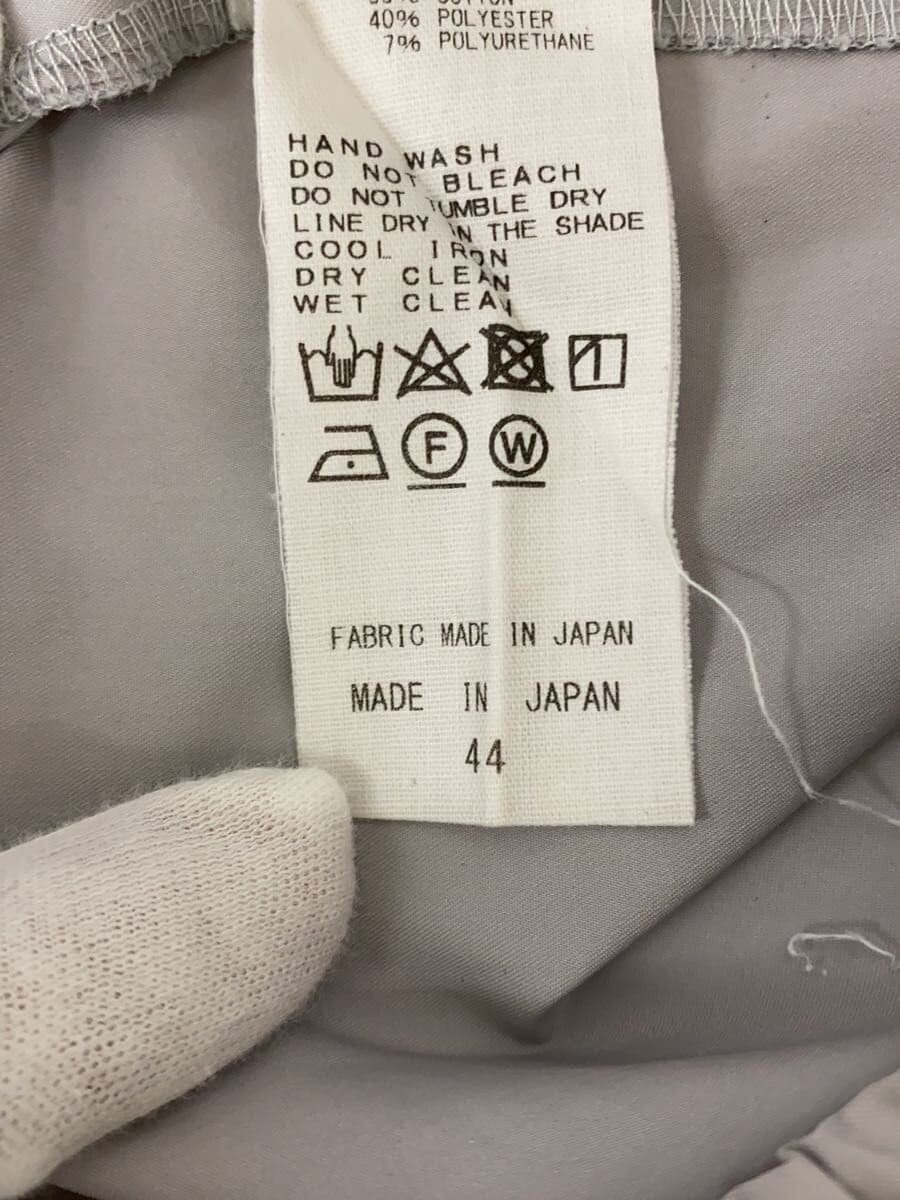 COTTON
40% POLYESTER
7% POLYURETHANE
HAND WASH
DO NOT BLEACH
DO NOT TUMBLE DRY
LINE DRY IN THE SHADE
COOL IRON
DRY CLEAN
WET CLEAN
F W
FABRIC MADE IN JAPAN
MADE IN JAPAN
44